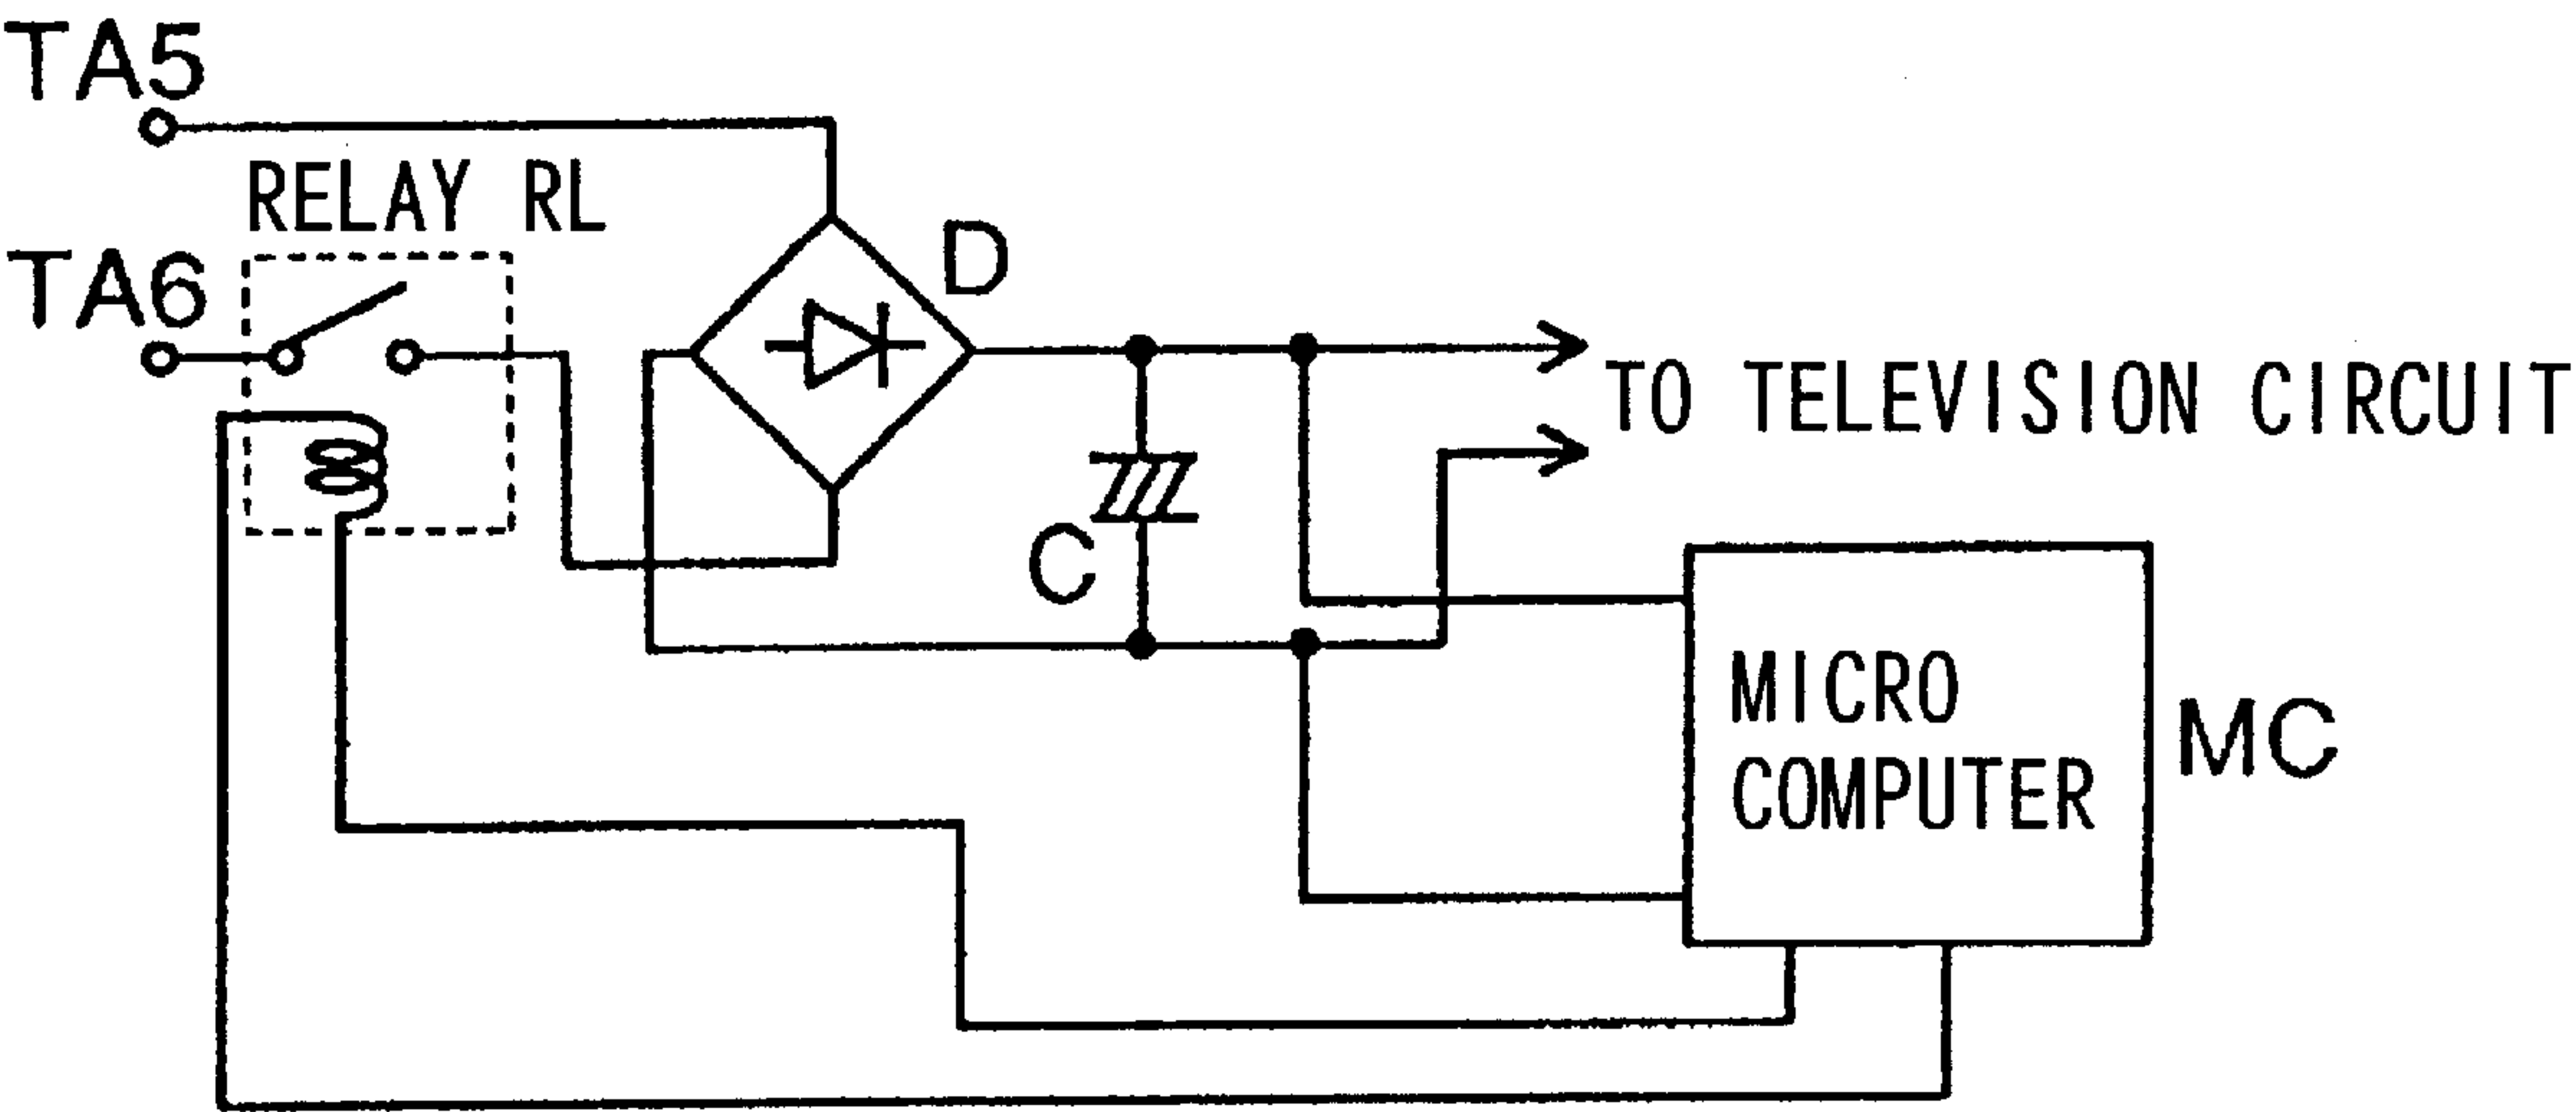 TA5
RELAY RL
TA6
D
TO TELEVISION CIRCUIT
C
MICRO
COMPUTER
MC